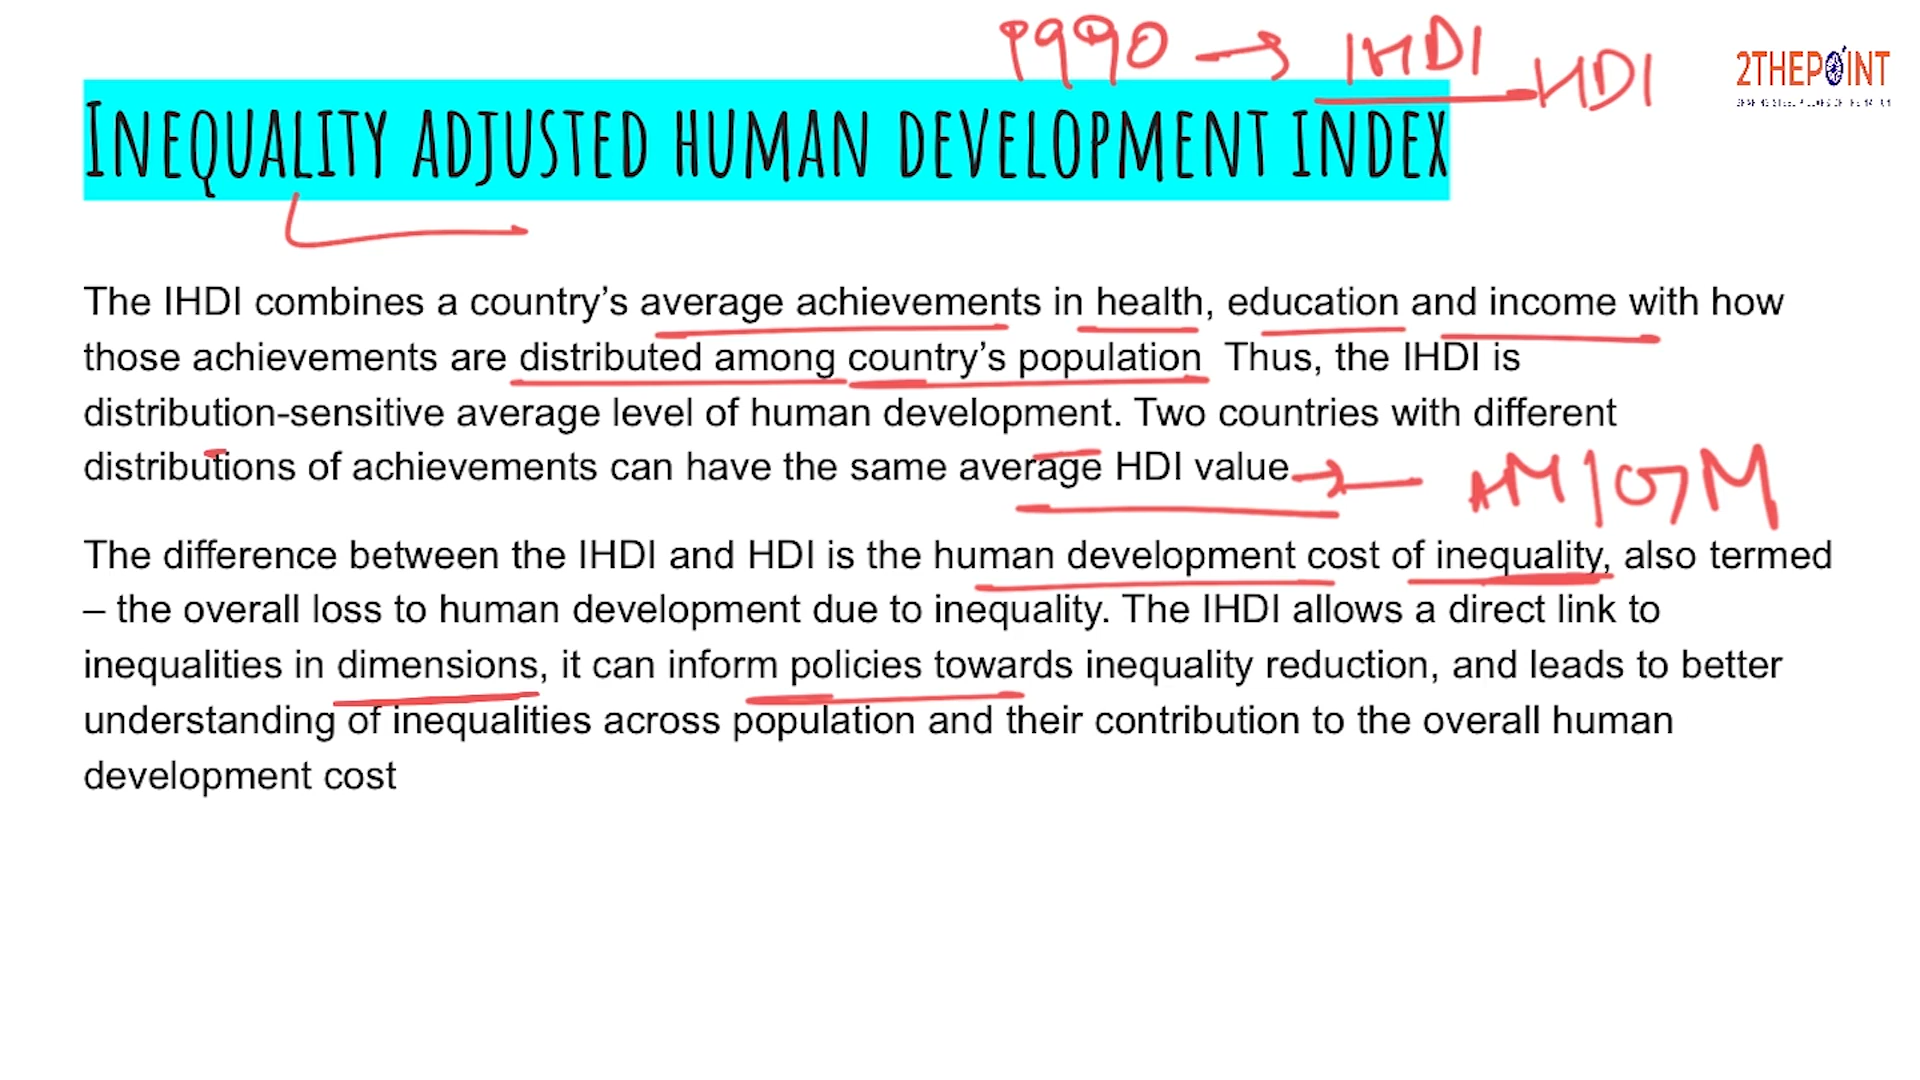 1990 → IHDI - HDI
2THEPOINT
INEQUALITY ADJUSTED HUMAN DEVELOPMENT INDEX
The IHDI combines a country’s average achievements in health, education and income with how
those achievements are distributed among country’s population Thus, the IHDI is
distribution-sensitive average level of human development. Two countries with different
distributions of achievements can have the same average HDI value → AM/GM
The difference between the IHDI and HDI is the human development cost of inequality, also termed
– the overall loss to human development due to inequality. The IHDI allows a direct link to
inequalities in dimensions, it can inform policies towards inequality reduction, and leads to better
understanding of inequalities across population and their contribution to the overall human
development cost